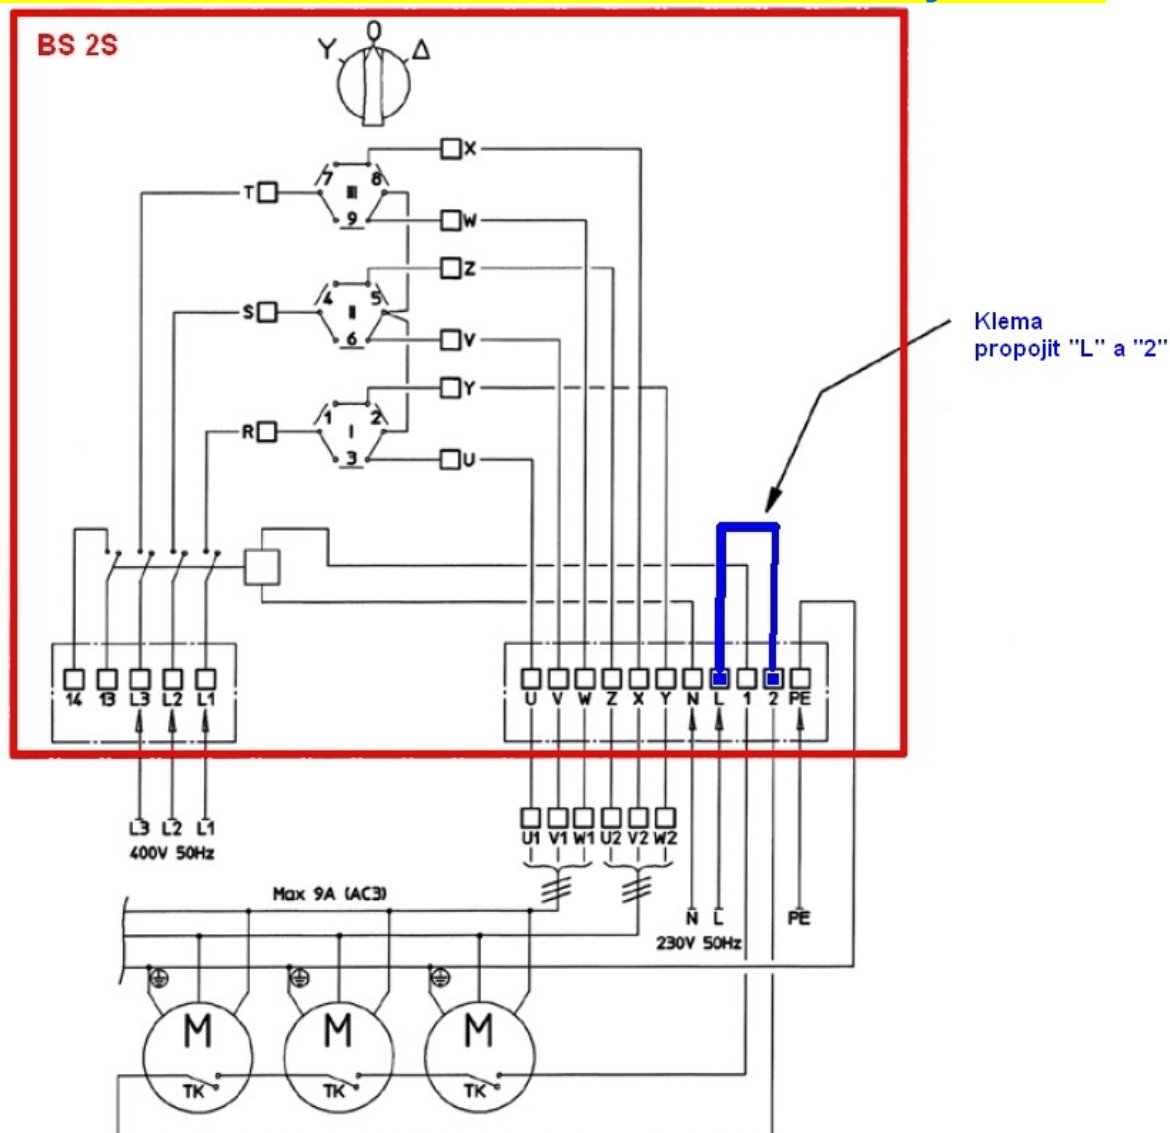 BS 2S
Y O Δ
X
7 8
T III
9 W
Z
4 5
S II
6 V
Y
1 2
R I
3 U
Klema
propojit "L" a "2"
14 13 L3 L2 L1
U V W Z X Y N L 1 2 PE
L3 L2 L1
400V 50Hz
U1 V1 W1 U2 V2 W2
Max 9A (AC3)
N L PE
230V 50Hz
M M M
TK TK TK